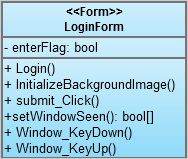 <<Form>>
LoginForm
- enterFlag: bool
+ Login()
+ InitializeBackgroundImage()
+ submit_Click()
+setWindowSeen(): bool[]
+ Window_KeyDown()
+ Window_KeyUp()